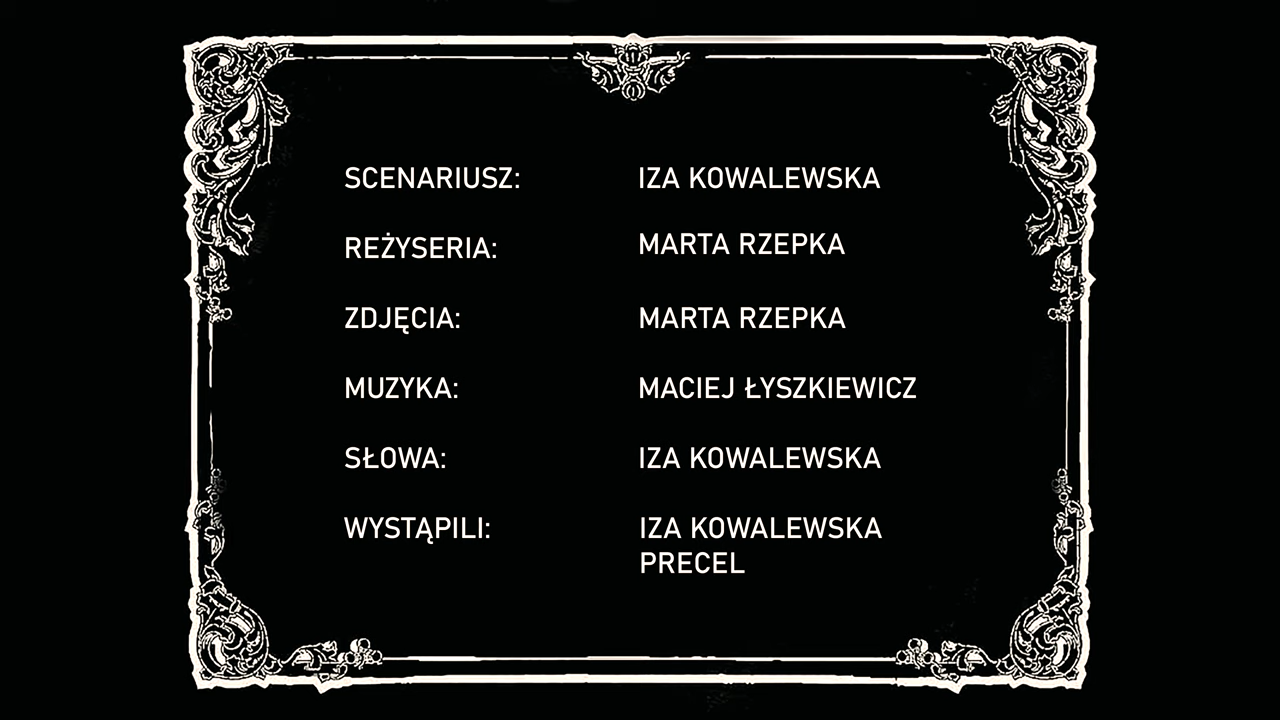 SCENARIUSZ: IZA KOWALEWSKA
REŻYSERIA: MARTA RZEPKA
ZDJĘCIA: MARTA RZEPKA
MUZYKA: MACIEJ ŁYSZKIEWICZ
SŁOWA: IZA KOWALEWSKA
WYSTĄPILI: IZA KOWALEWSKA
PRECEL